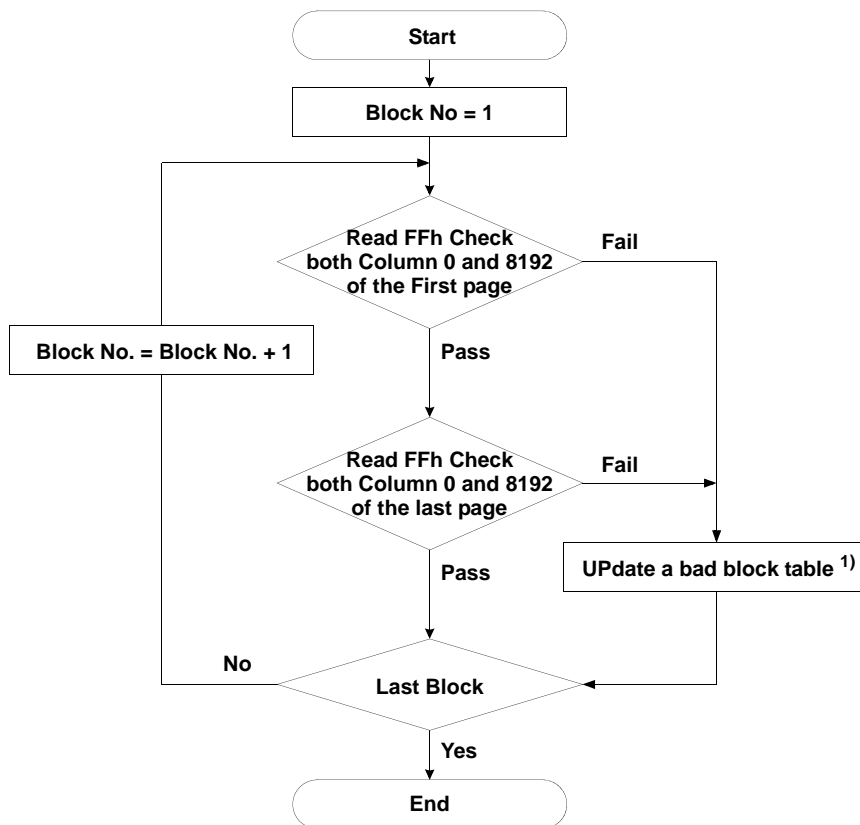 Start
Block No = 1
Read FFh Check
both Column 0 and 8192
of the First page
Fail
Block No. = Block No. + 1
Pass
Read FFh Check
both Column 0 and 8192
of the last page
Fail
UPdate a bad block table 1)
Pass
No
Last Block
Yes
End